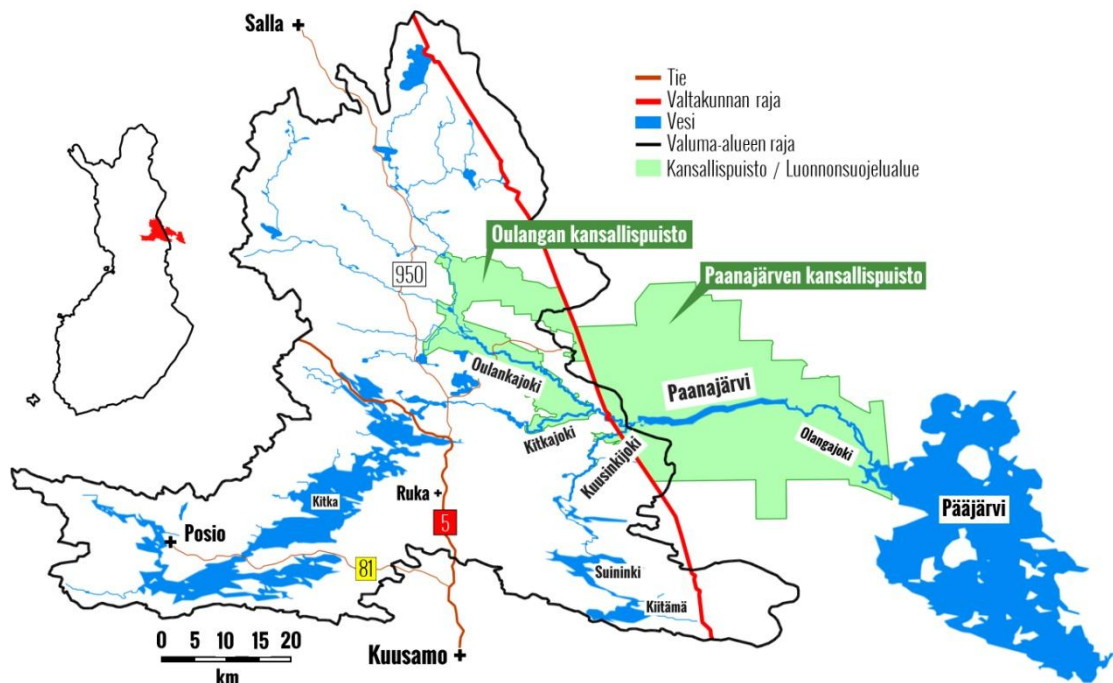 Salla
Tie
Valtakunnan raja
Vesi
Valuma-alueen raja
Kansallispuisto / Luonnonsuojelualue
Oulangan kansallispuisto
950
Paanajärven kansallispuisto
Oulankajoki
Paanajärvi
Kitkajoki
Kuusinkijoki
Olangajoki
Kitka
Ruka
Pääjärvi
5
Posio
81
Suininki
Kiitämä
0 5 10 15 20
km
Kuusamo